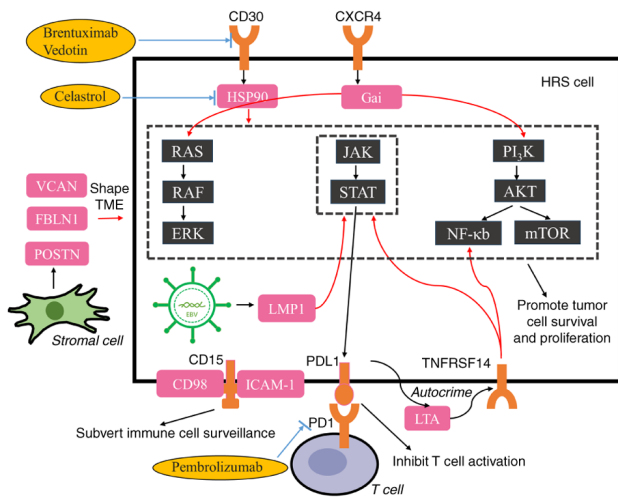 CD30
CXCR4
Brentuximab
Vedotin
HRS cell
Celastrol
HSP90
Gai
RAS
JAK
PI3K
VCAN
Shape
TME
RAF
STAT
AKT
FBLN1
ERK
NF-κb
mTOR
POSTN
EBV
LMP1
Promote tumor
cell survival
and proliferation
Stromal cell
CD15
PDL1
TNFRSF14
CD98
ICAM-1
Autocrime
LTA
PD1
Subvert immune cell surveillance
Inhibit T cell activation
Pembrolizumab
T cell